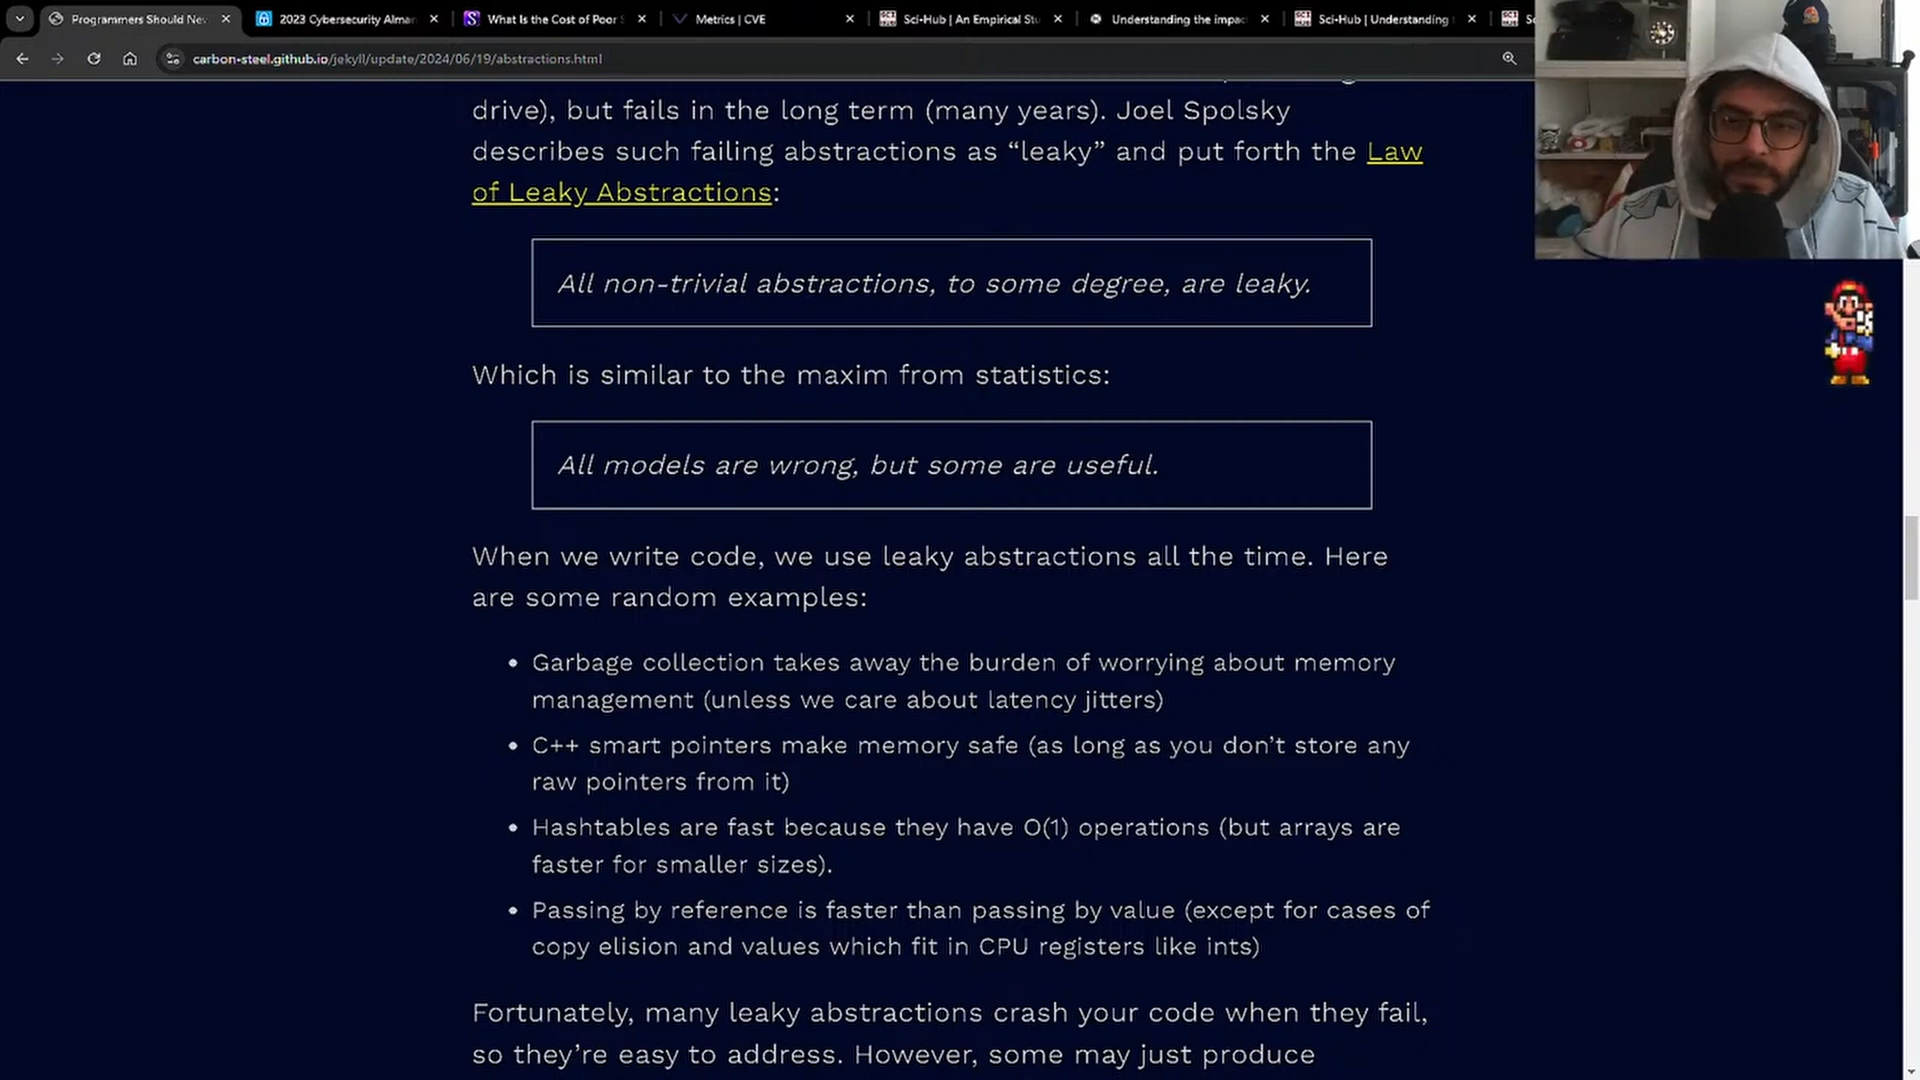 Programmers Should Nev
2023 Cybersecurity Alma
What Is the Cost of Poor S
Metrics | CVE
Sci-Hub | An Empirical Stu
Understanding the impac
Sci-Hub | Understanding
carbon-steel.github.io/jekyll/update/2024/06/19/abstractions.html
drive), but fails in the long term (many years). Joel Spolsky
describes such failing abstractions as “leaky” and put forth the Law
of Leaky Abstractions:
All non-trivial abstractions, to some degree, are leaky.
Which is similar to the maxim from statistics:
All models are wrong, but some are useful.
When we write code, we use leaky abstractions all the time. Here
are some random examples:
• Garbage collection takes away the burden of worrying about memory
management (unless we care about latency jitters)
• C++ smart pointers make memory safe (as long as you don’t store any
raw pointers from it)
• Hashtables are fast because they have O(1) operations (but arrays are
faster for smaller sizes).
• Passing by reference is faster than passing by value (except for cases of
copy elision and values which fit in CPU registers like ints)
Fortunately, many leaky abstractions crash your code when they fail,
so they’re easy to address. However, some may just produce